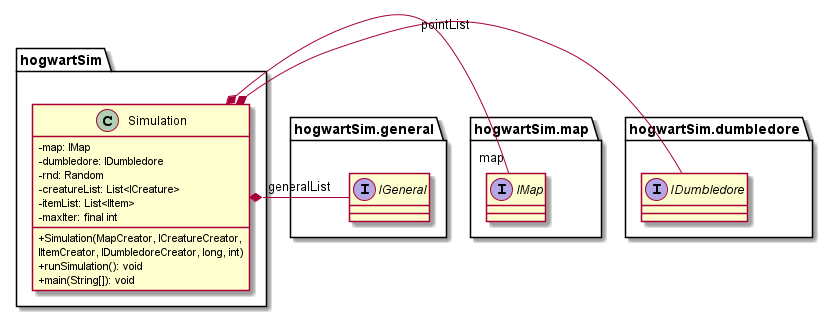 pointList
hogwartSim
C Simulation
-map: IMap
-dumbledore: IDumbledore
-rnd: Random
-creatureList: List<ICreature>
-itemList: List<IItem>
-maxIter: final int
+Simulation(MapCreator, ICreatureCreator,
IItemCreator, IDumbledoreCreator, long, int)
+runSimulation(): void
+main(String[]): void
generalList
hogwartSim.general
I IGeneral
hogwartSim.map
map
I IMap
hogwartSim.dumbledore
I IDumbledore